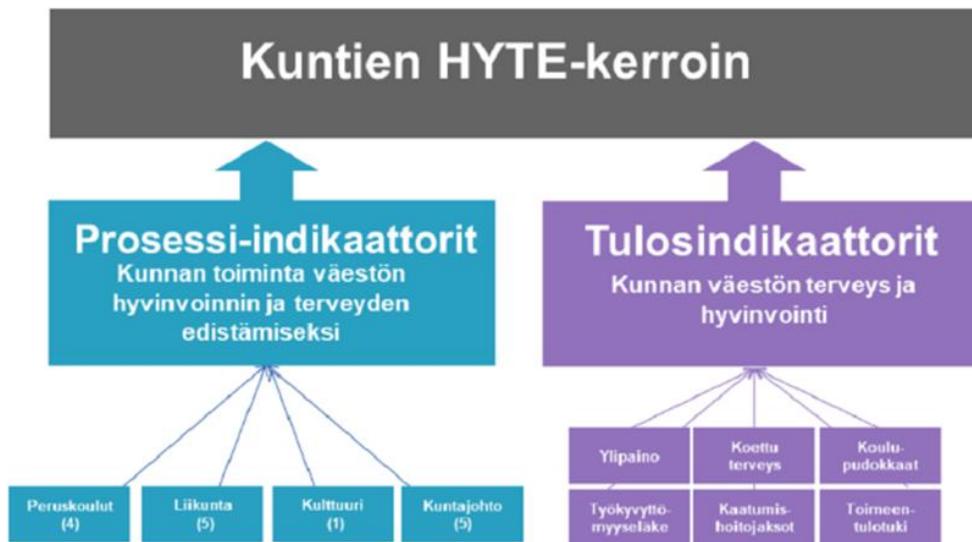 Kuntien HYTE-kerroin
Prosessi-indikaattorit
Kunnan toiminta väestön
hyvinvoinnin ja terveyden
edistämiseksi
Tulosindikaattorit
Kunnan väestön terveys ja
hyvinvointi
Peruskoulut
(4)
Liikunta
(5)
Kulttuuri
(1)
Kuntajohto
(5)
Ylipaino
Koettu
terveys
Koulu-
pudokkaat
Työkyvyttö-
myyseläke
Kaatumis-
hoitojaksot
Toimeen-
tulotuki